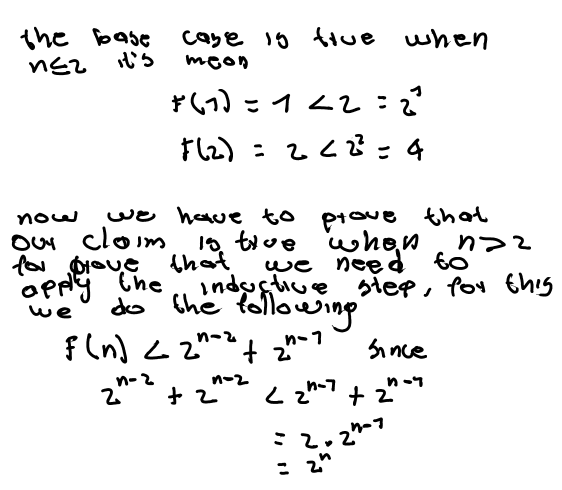 the base case is true when
n≤2 it's mean
F(1) = 1 < 2 = 2^1
F(2) = 2 < 2^2 = 4
now we have to prove that
our claim is true when n>2
for prove that we need to
apply the inductive step, for this
we do the following
F(n) < 2^{n-2} + 2^{n-1} since
2^{n-2} + 2^{n-2} < 2^{n-1} + 2^{n-1}
= 2 · 2^{n-1}
= 2^n